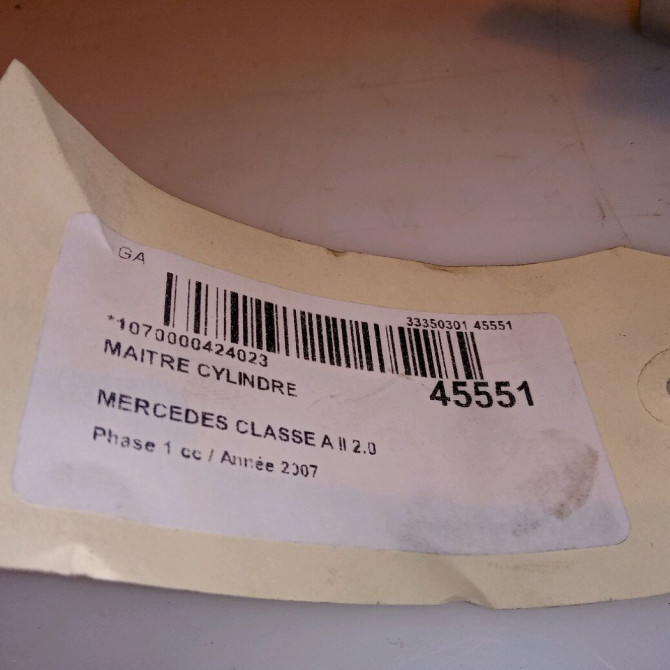 GA
33350301 45551
*1070000424023
MAITRE CYLINDRE
45551
MERCEDES CLASSE A II 2.0
Phase 1 cc / Année 2007